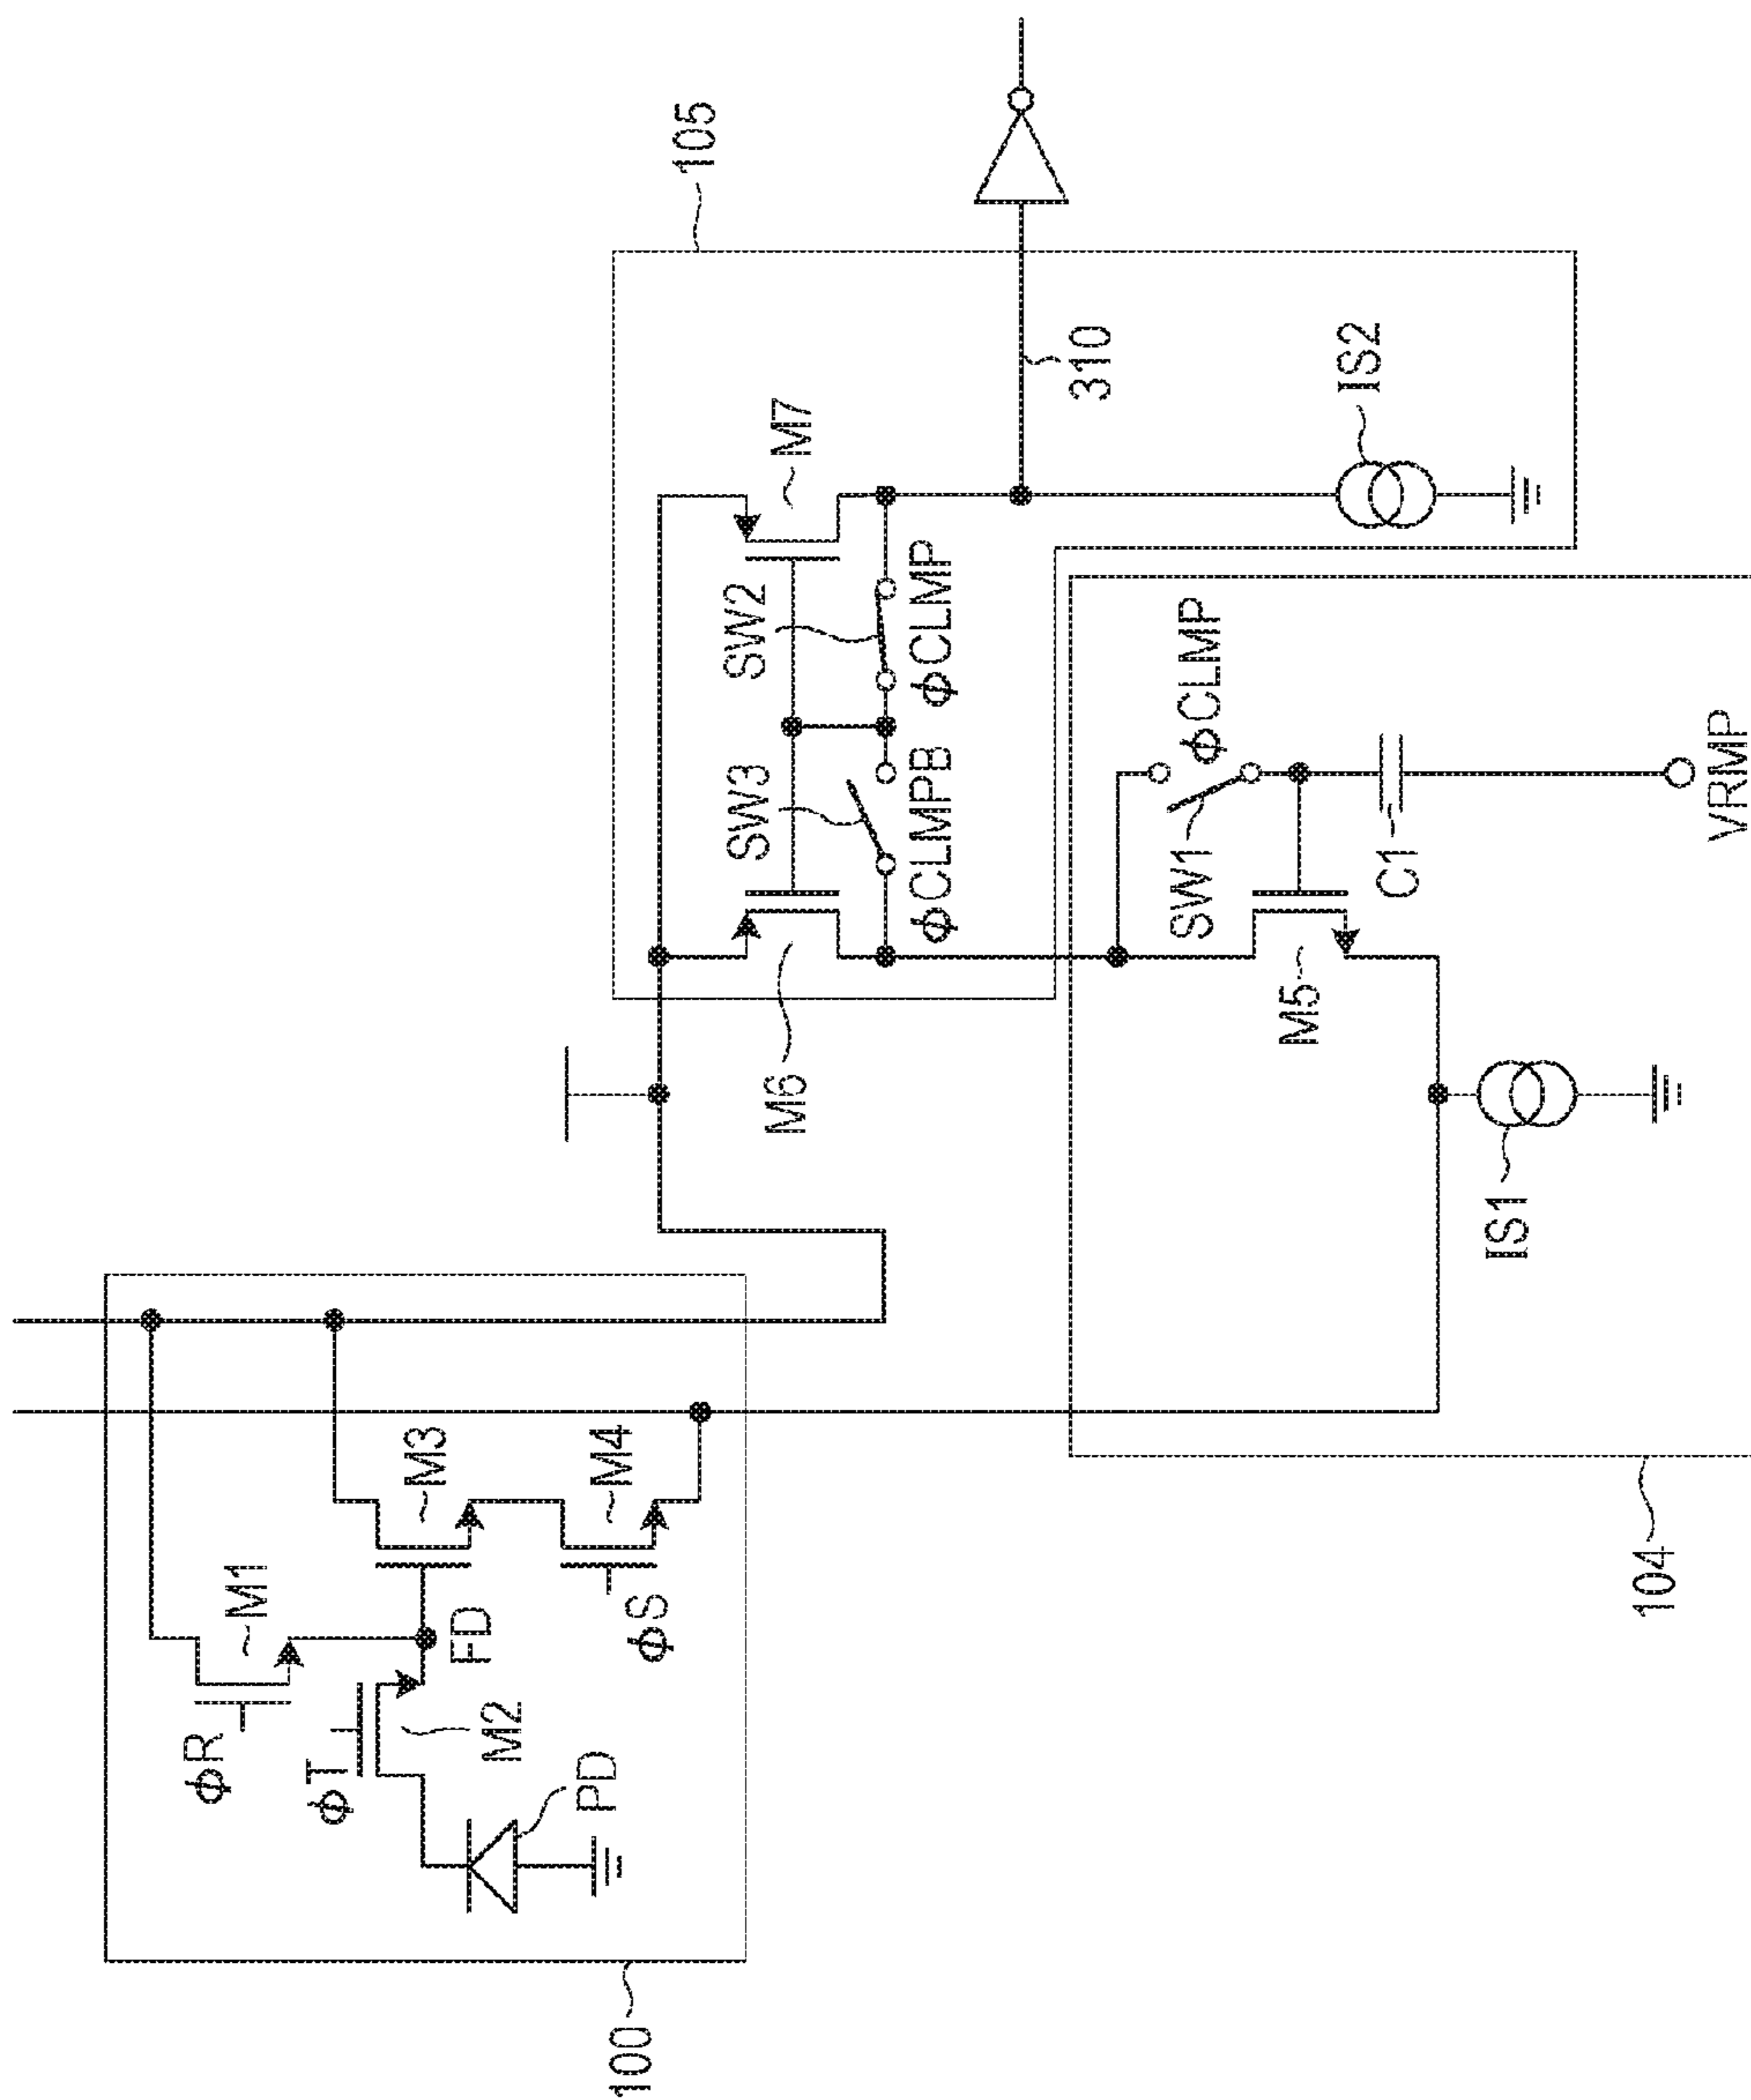 100
φR
M1
φT
M2
FD
M3
PD
φS
M4
105
M6
M7
SW3
SW2
φCLMPB
φCLMP
310
IS2
104
IS1
M5
SW1
φCLMP
C1
VRMP